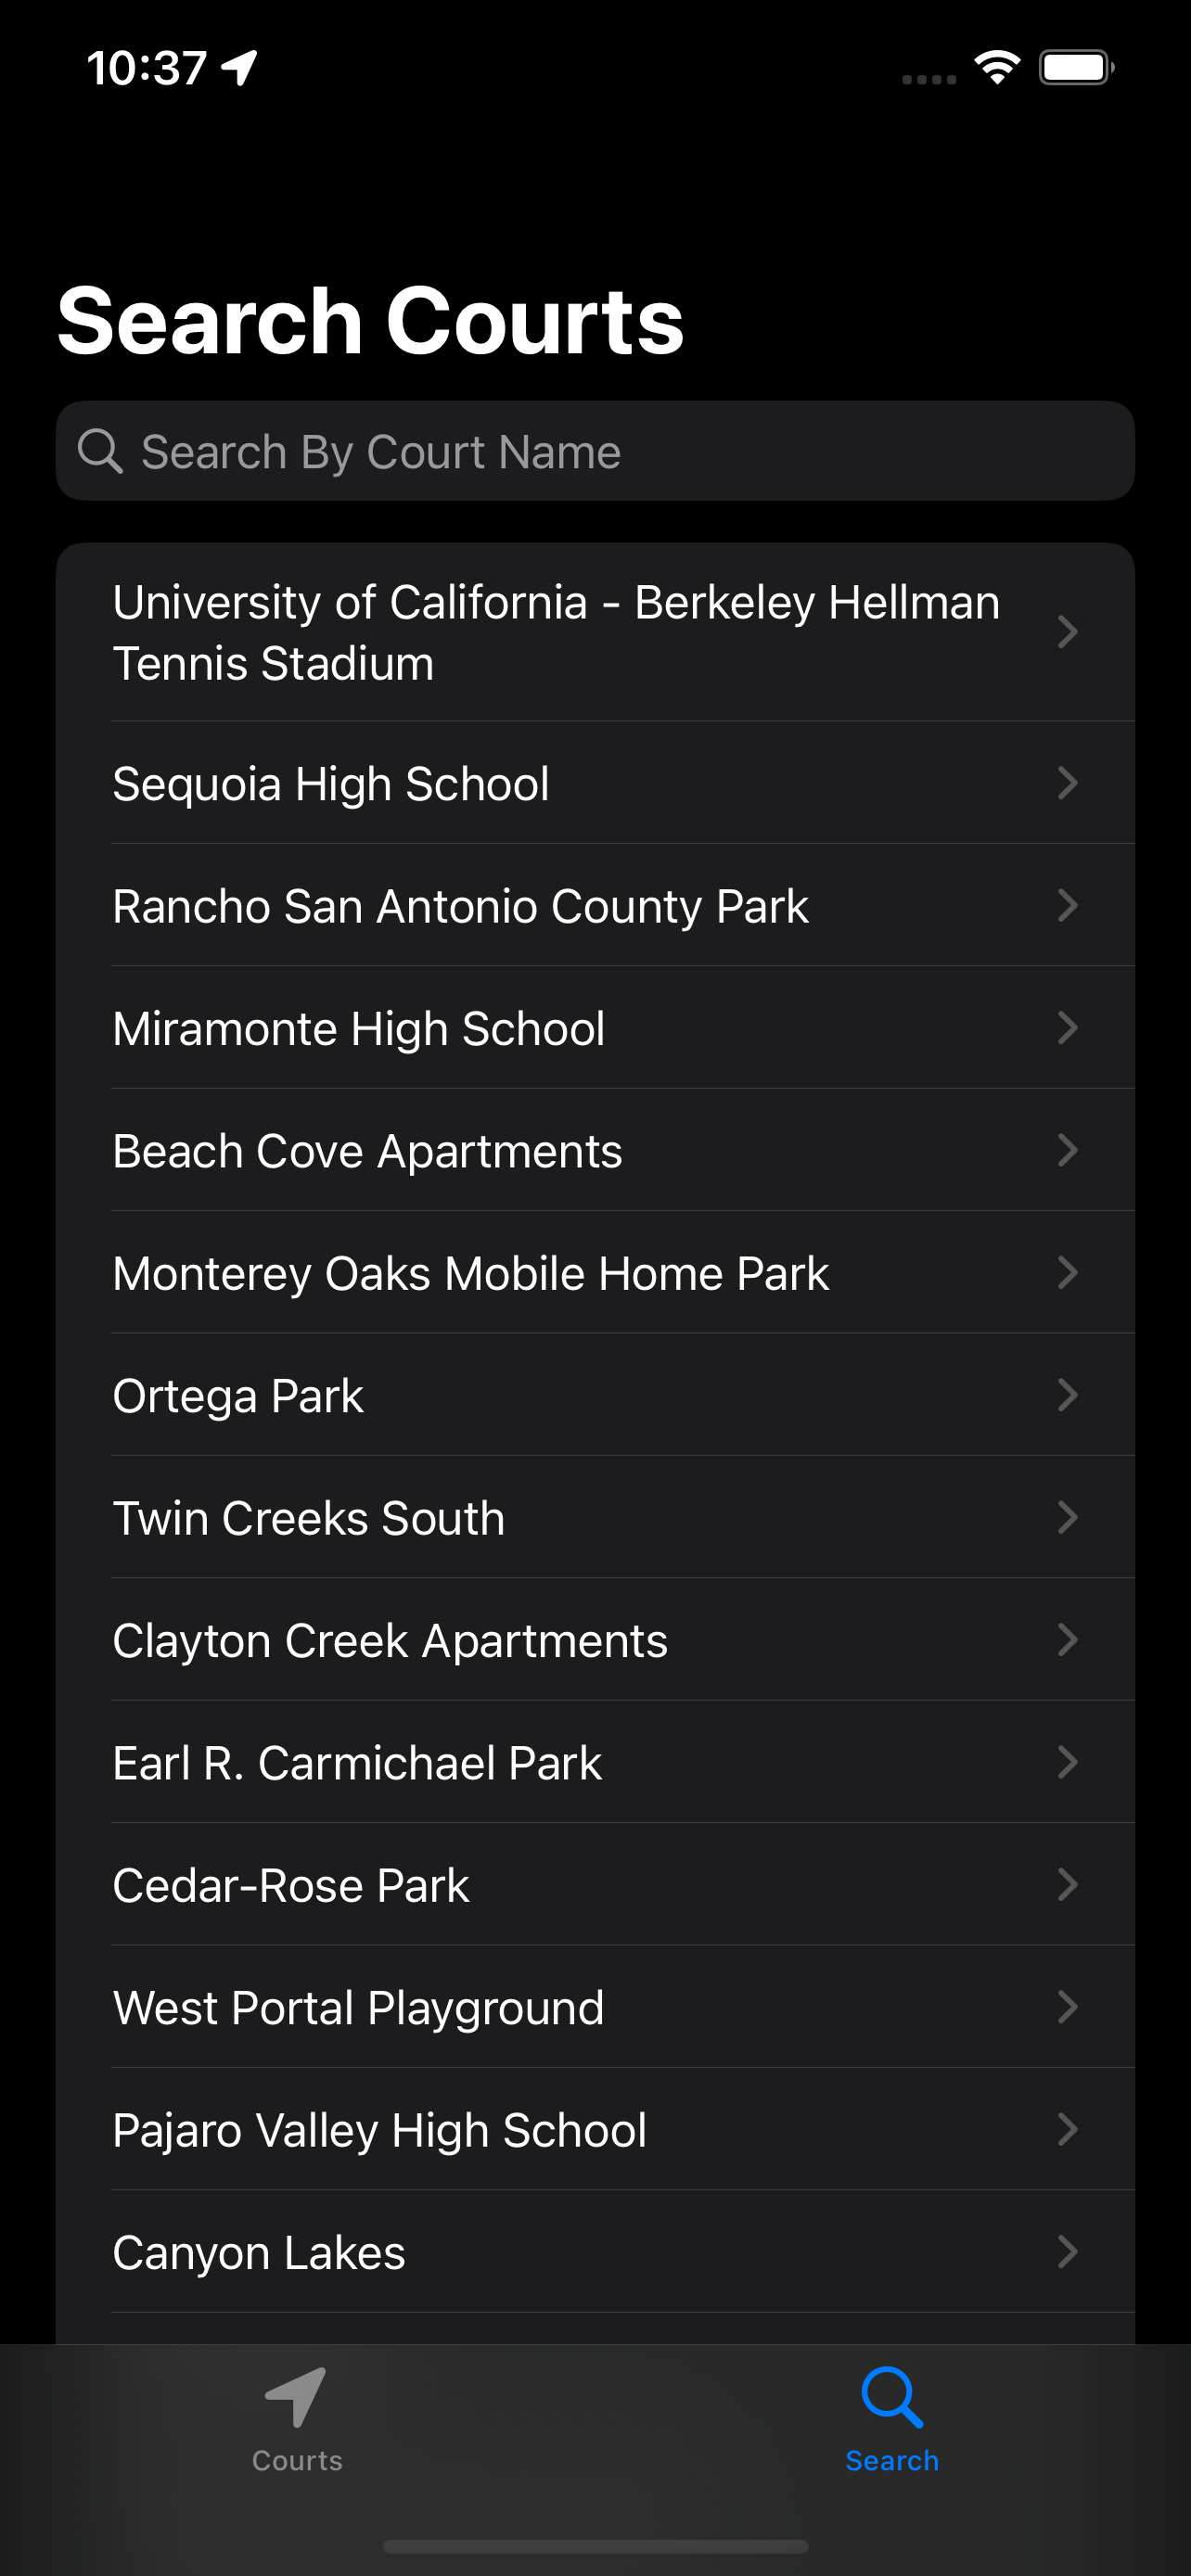 10:37
Search Courts
Search By Court Name
University of California - Berkeley Hellman
Tennis Stadium
Sequoia High School
Rancho San Antonio County Park
Miramonte High School
Beach Cove Apartments
Monterey Oaks Mobile Home Park
Ortega Park
Twin Creeks South
Clayton Creek Apartments
Earl R. Carmichael Park
Cedar-Rose Park
West Portal Playground
Pajaro Valley High School
Canyon Lakes
Courts
Search